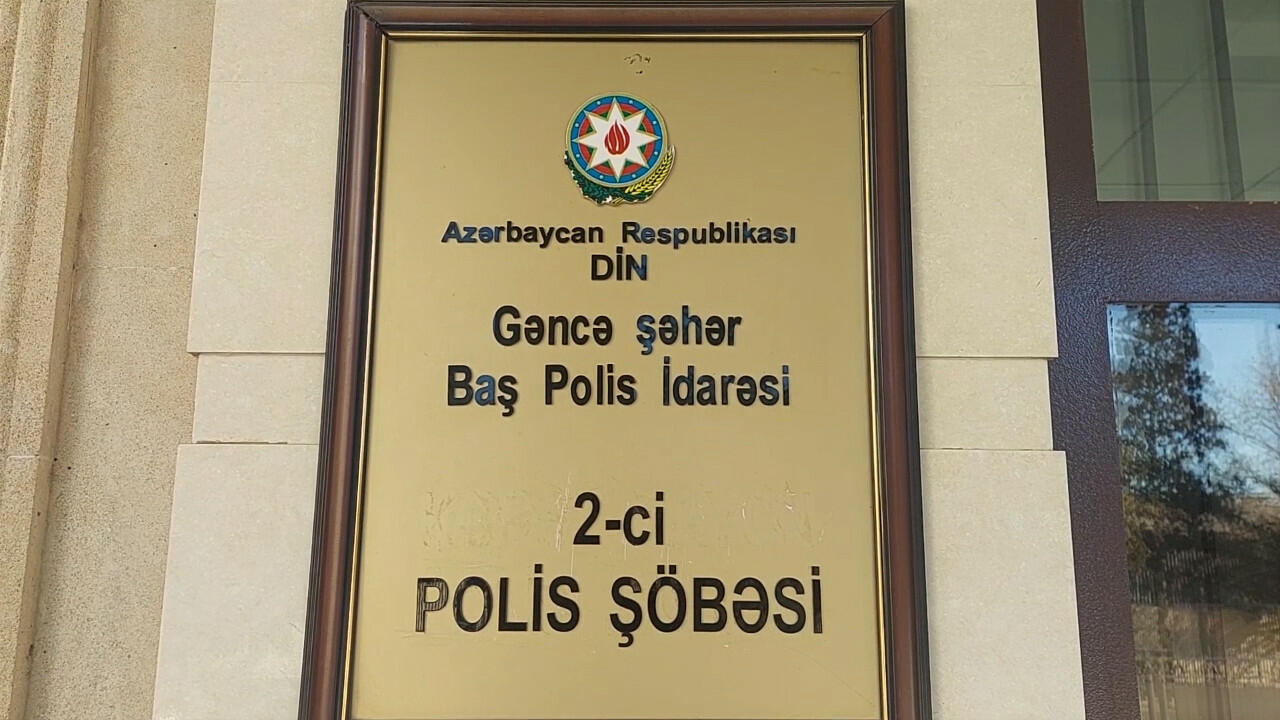 Azərbaycan Respublikası
DİN
Gəncə şəhər
Baş Polis İdarəsi
2-ci
POLİS ŞÖBƏSİ